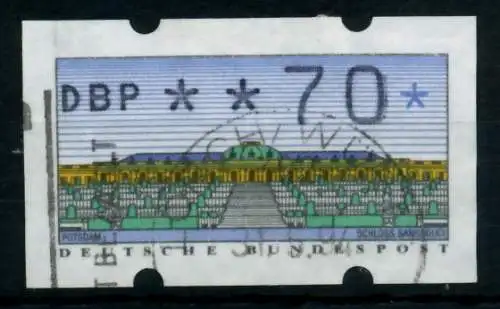 DBP ** 70 *
POTSDAM SCHLOSS SANSSOUCI
DEUTSCHE BUNDESPOST